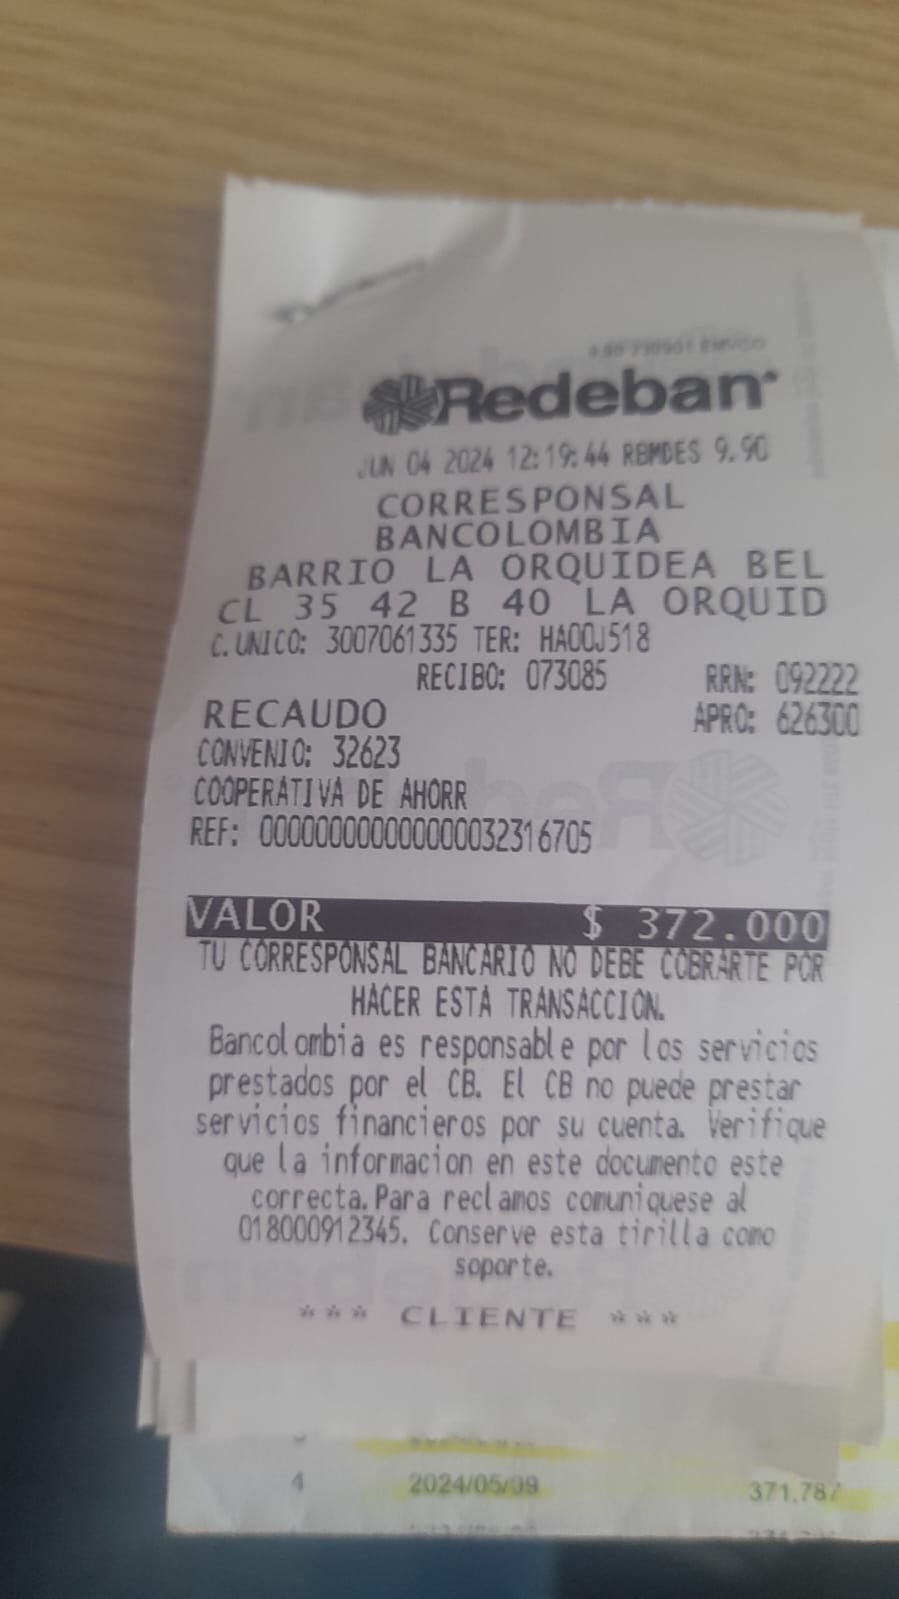 Redeban
JUN 04 2024 12:19:44 RBMDES 9.90
CORRESPONSAL
BANCOLOMBIA
BARRIO LA ORQUIDEA BEL
CL 35 42 B 40 LA ORQUID
C. UNICO: 3007061335 TER: HA00J518
RECIBO: 073085 RRN: 092222
RECAUDO APRO: 626300
CONVENIO: 32623
COOPERATIVA DE AHORR
REF: 000000000000000032316705
VALOR $ 372.000
TU CORRESPONSAL BANCARIO NO DEBE COBRARTE POR
HACER ESTA TRANSACCION.
Bancolombia es responsable por los servicios
prestados por el CB. El CB no puede prestar
servicios financieros por su cuenta. Verifique
que la informacion en este documento este
correcta. Para reclamos comuniquese al
018000912345. Conserve esta tirilla como
soporte.
*** CLIENTE ***
4 2024/05/09 371,787